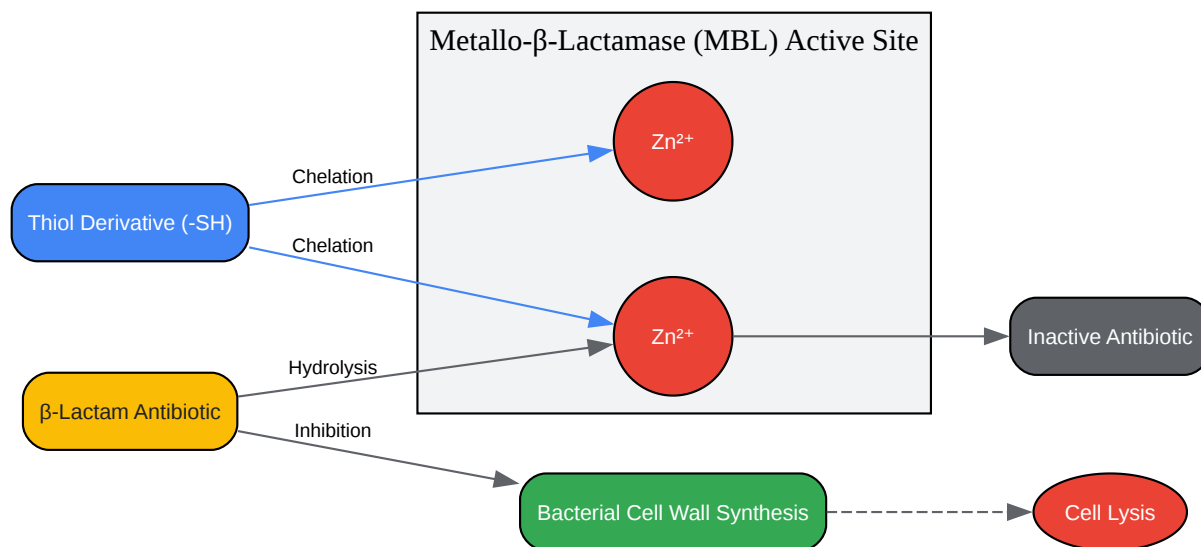 Metallo-β-Lactamase (MBL) Active Site
Zn²⁺
Chelation
Thiol Derivative (-SH)
Chelation
Zn²⁺
Inactive Antibiotic
Hydrolysis
β-Lactam Antibiotic
Inhibition
Bacterial Cell Wall Synthesis
Cell Lysis